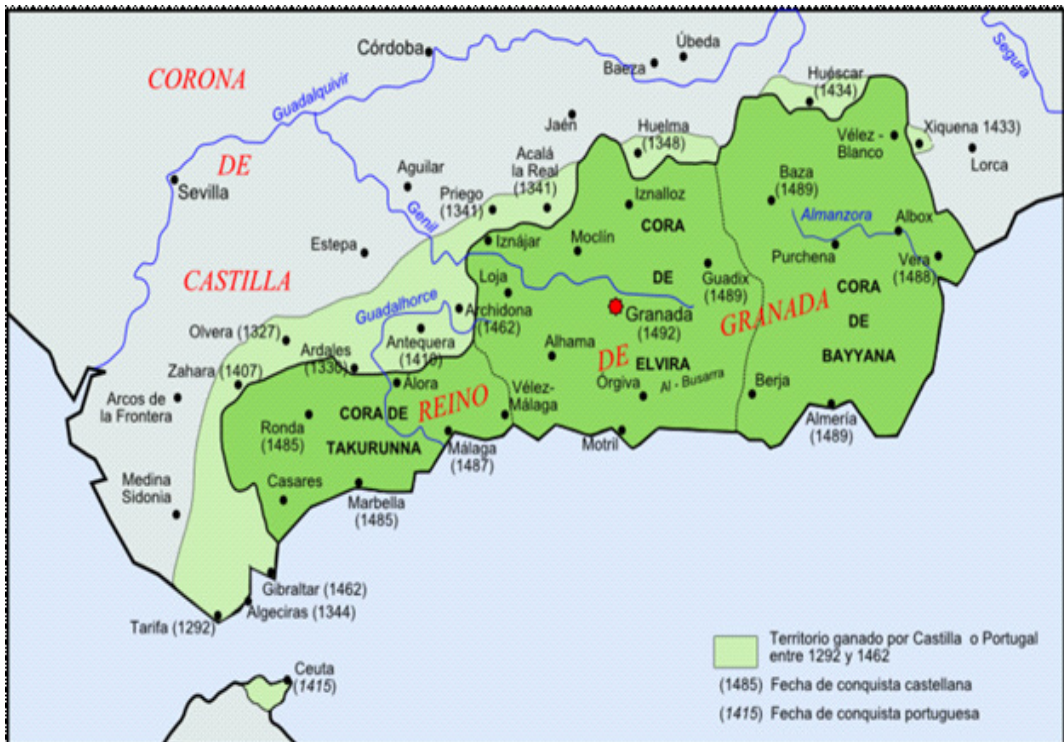 Córdoba
Úbeda
Baeza
Segura
CORONA
Guadalquivir
Huéscar
(1434)
Jaén
Huelma
(1348)
Vélez -
Blanco
Xiquena 1433)
Lorca
DE
Sevilla
Aguilar
Acalá
la Real
(1341)
Priego
(1341)
Baza
(1489)
Iznalloz
Genil
CORA
Almanzora
Albox
Estepa
Iznájar
Moclín
Purchena
Vera
(1488)
CASTILLA
Loja
DE
Guadix
(1489)
CORA
Guadalhorce
Archidona
(1462)
Granada
(1492)
GRANADA
DE
Olvera (1327)
Antequera
(1410)
Ardales
(1330)
Alhama
DE
ELVIRA
BAYYANA
Zahara (1407)
Álora
Vélez-
Málaga
Órgiva
Al - Busarra
Berja
Arcos de
la Frontera
CORA DE
REINO
Ronda
(1485)
TAKURUNNA
Málaga
(1487)
Motril
Almería
(1489)
Medina
Sidonia
Casares
Marbella
(1485)
Gibraltar (1462)
Algeciras (1344)
Tarifa (1292)
Territorio ganado por Castilla o Portugal
entre 1292 y 1462
Ceuta
(1415)
(1485) Fecha de conquista castellana
(1415) Fecha de conquista portuguesa